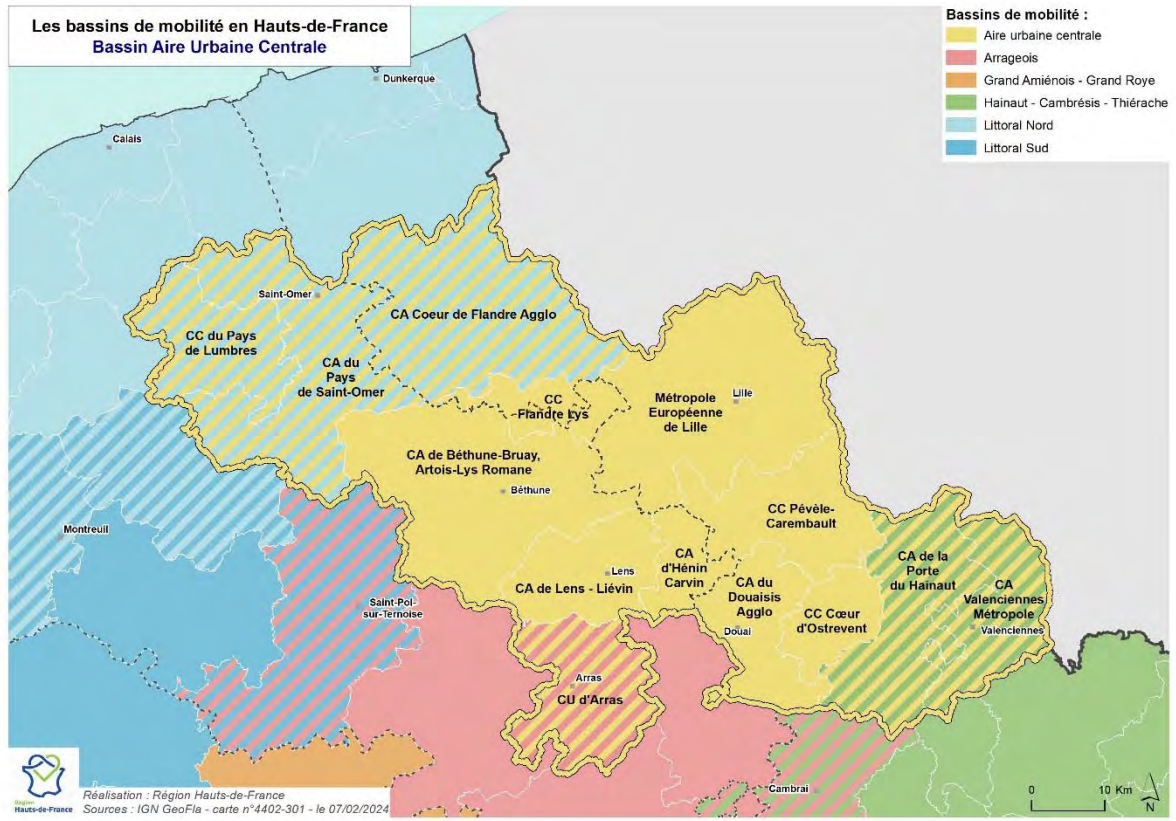 Les bassins de mobilité en Hauts-de-France
Bassin Aire Urbaine Centrale
Bassins de mobilité :
Aire urbaine centrale
Arrageois
Grand Amiénois - Grand Roye
Hainaut - Cambrésis - Thiérache
Littoral Nord
Littoral Sud
Dunkerque
Calais
Saint-Omer
CA Coeur de Flandre Agglo
CC du Pays
de Lumbres
CA du
Pays
de Saint-Omer
CC
Flandre Lys
Métropole
Européenne
de Lille
Lille
CA de Béthune-Bruay,
Artois-Lys Romane
Béthune
CC Pévèle-
Carembault
Montreuil
CA de la
Porte
du Hainaut
CA
d'Hénin
Carvin
Lens
CA de Lens - Liévin
CA du
Douaisis
Agglo
CC Cœur
d'Ostrevent
CA
Valenciennes
Métropole
Valenciennes
Saint-Pol-
sur-Ternoise
Douai
Arras
CU d'Arras
Cambrai
Région
Hauts-de-France
Réalisation : Région Hauts-de-France
Sources : IGN GeoFla - carte n°4402-301 - le 07/02/2024
0 10 Km
N